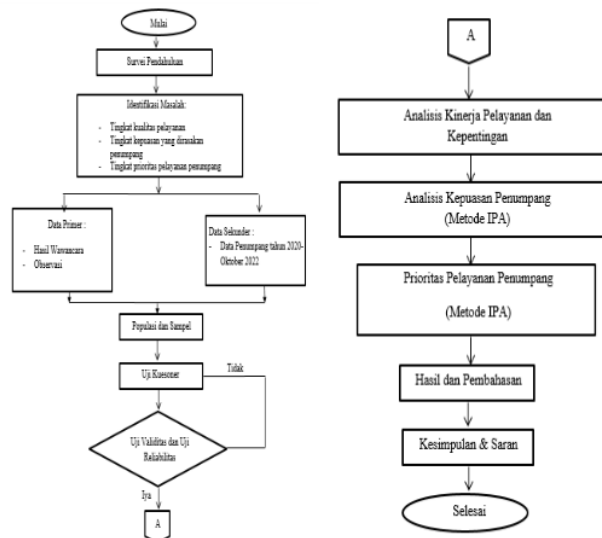 Mulai
Survei Pendahuluan
Identifikasi Masalah:
- Tingkat kualitas pelayanan
- Tingkat kepuasan yang dirasakan
penumpang
- Tingkat prioritas pelayanan penumpang
Data Primer :
- Hasil Wawancara
- Observasi
Data Sekunder :
- Data Penumpang tahun 2020-
Oktober 2022
Populasi dan Sampel
Uji Kuesoner
Tidak
Uji Validitas dan Uji
Reliabilitas
Iya
A
A
Analisis Kinerja Pelayanan dan
Kepentingan
Analisis Kepuasan Penumpang
(Metode IPA)
Prioritas Pelayanan Penumpang
(Metode IPA)
Hasil dan Pembahasan
Kesimpulan & Saran
Selesai